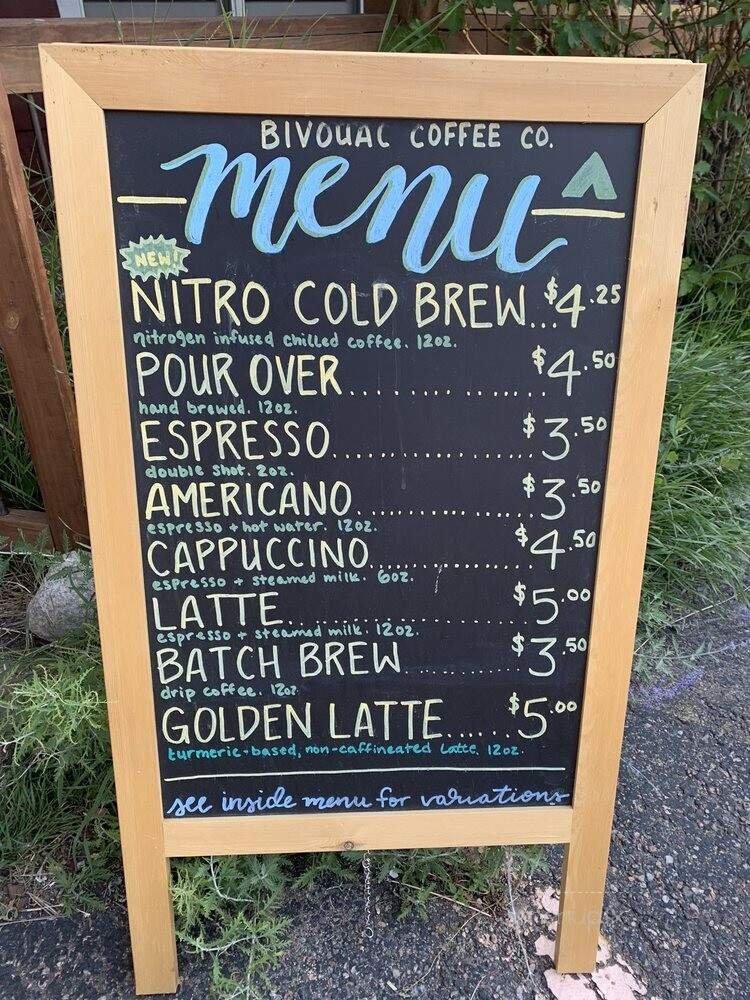 BIVOUAC COFFEE CO.
menu
NEW!
NITRO COLD BREW...$4.25
nitrogen infused chilled coffee. 12oz.
POUR OVER..............$4.50
hand brewed. 12oz.
ESPRESSO................$3.50
double shot. 2oz.
AMERICANO..............$3.50
espresso + hot water. 12oz.
CAPPUCCINO.............$4.50
espresso + steamed milk. 6oz.
LATTE......................$5.00
espresso + steamed milk. 12oz.
BATCH BREW............$3.50
drip coffee. 12oz.
GOLDEN LATTE......$5.00
turmeric-based, non-caffineated latte. 12oz.
see inside menu for variations